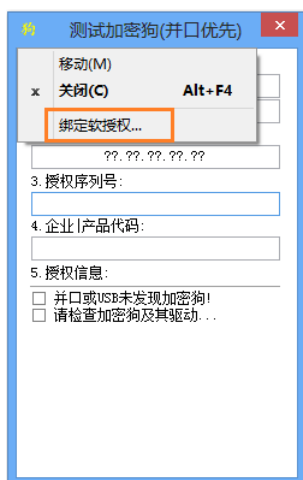 狗 测试加密狗(并口优先) ×
移动(M)
x 关闭(C) Alt+F4
绑定软授权...
??.??.??.??.??
3.授权序列号:
4.企业|产品代码:
5.授权信息:
并口或USB未发现加密狗!
请检查加密狗及其驱动...